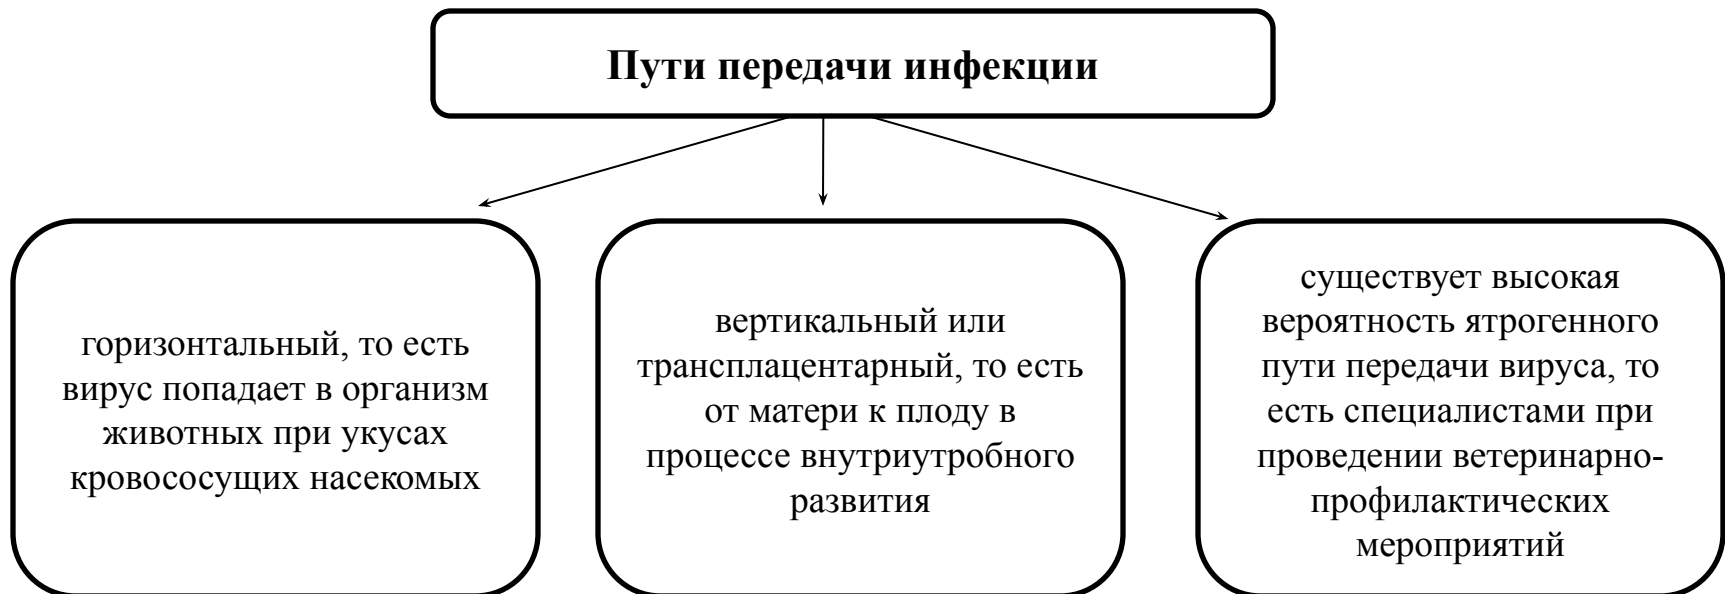 Пути передачи инфекции
горизонтальный, то есть
вирус попадает в организм
животных при укусах
кровососущих насекомых
вертикальный или
трансплацентарный, то есть
от матери к плоду в
процессе внутриутробного
развития
существует высокая
вероятность ятрогенного
пути передачи вируса, то
есть специалистами при
проведении ветеринарно-
профилактических
мероприятий